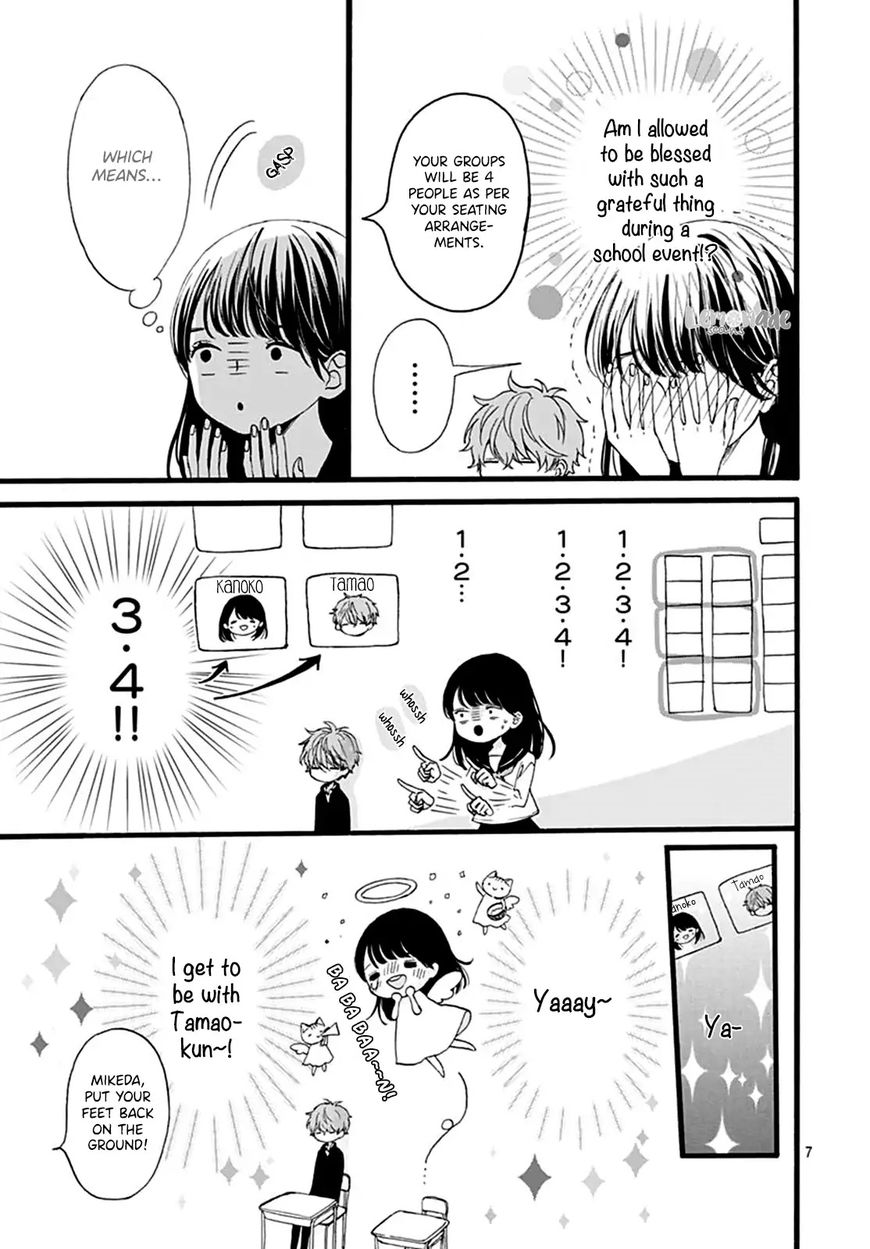 Am I allowed
to be blessed
with such a
grateful thing
during a
school event!?
Lemonade
YOUR GROUPS
WILL BE 4
PEOPLE AS PER
YOUR SEATING
ARRANGE-
MENTS.
......
GASP
WHICH
MEANS...
1・2・3・4!
1・2・3・4!
1・2...
Kanoko
Tamao
3・4!!
whossh
whossh
Tamao
anoko
Ya-
Yaaay~
BA BA BAA~~N!
I get to
be with
Tamao-
kun~!
MIKEDA,
PUT YOUR
FEET BACK
ON THE
GROUND!
7